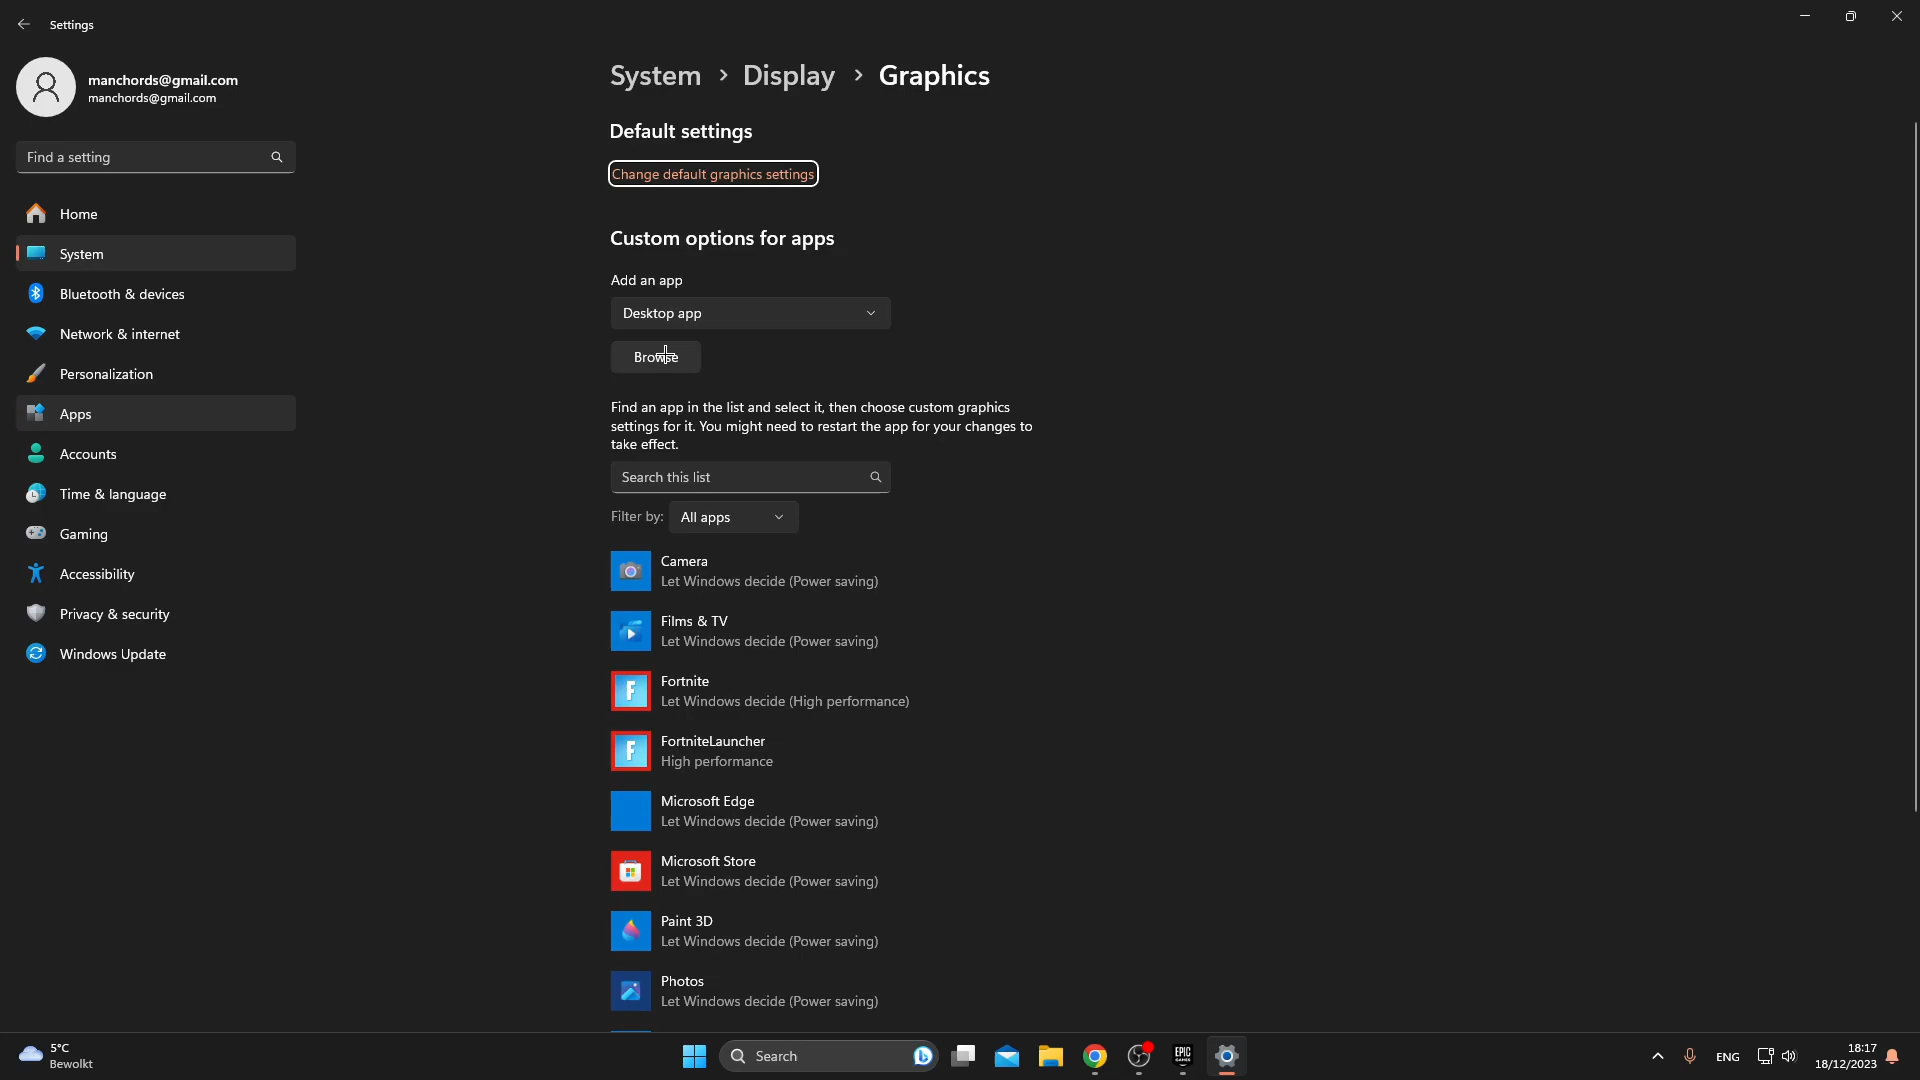 Settings
manchords@gmail.com
manchords@gmail.com
Find a setting
Home
System
Bluetooth & devices
Network & internet
Personalization
Apps
Accounts
Time & language
Gaming
Accessibility
Privacy & security
Windows Update
System > Display > Graphics
Default settings
Change default graphics settings
Custom options for apps
Add an app
Desktop app
Browse
Find an app in the list and select it, then choose custom graphics
settings for it. You might need to restart the app for your changes to
take effect.
Search this list
Filter by: All apps
Camera
Let Windows decide (Power saving)
Films & TV
Let Windows decide (Power saving)
F
Fortnite
Let Windows decide (High performance)
F
FortniteLauncher
High performance
Microsoft Edge
Let Windows decide (Power saving)
Microsoft Store
Let Windows decide (Power saving)
Paint 3D
Let Windows decide (Power saving)
Photos
Let Windows decide (Power saving)
5°C
Bewolkt
Search
EPIC
GAMES
ENG
18:17
18/12/2023